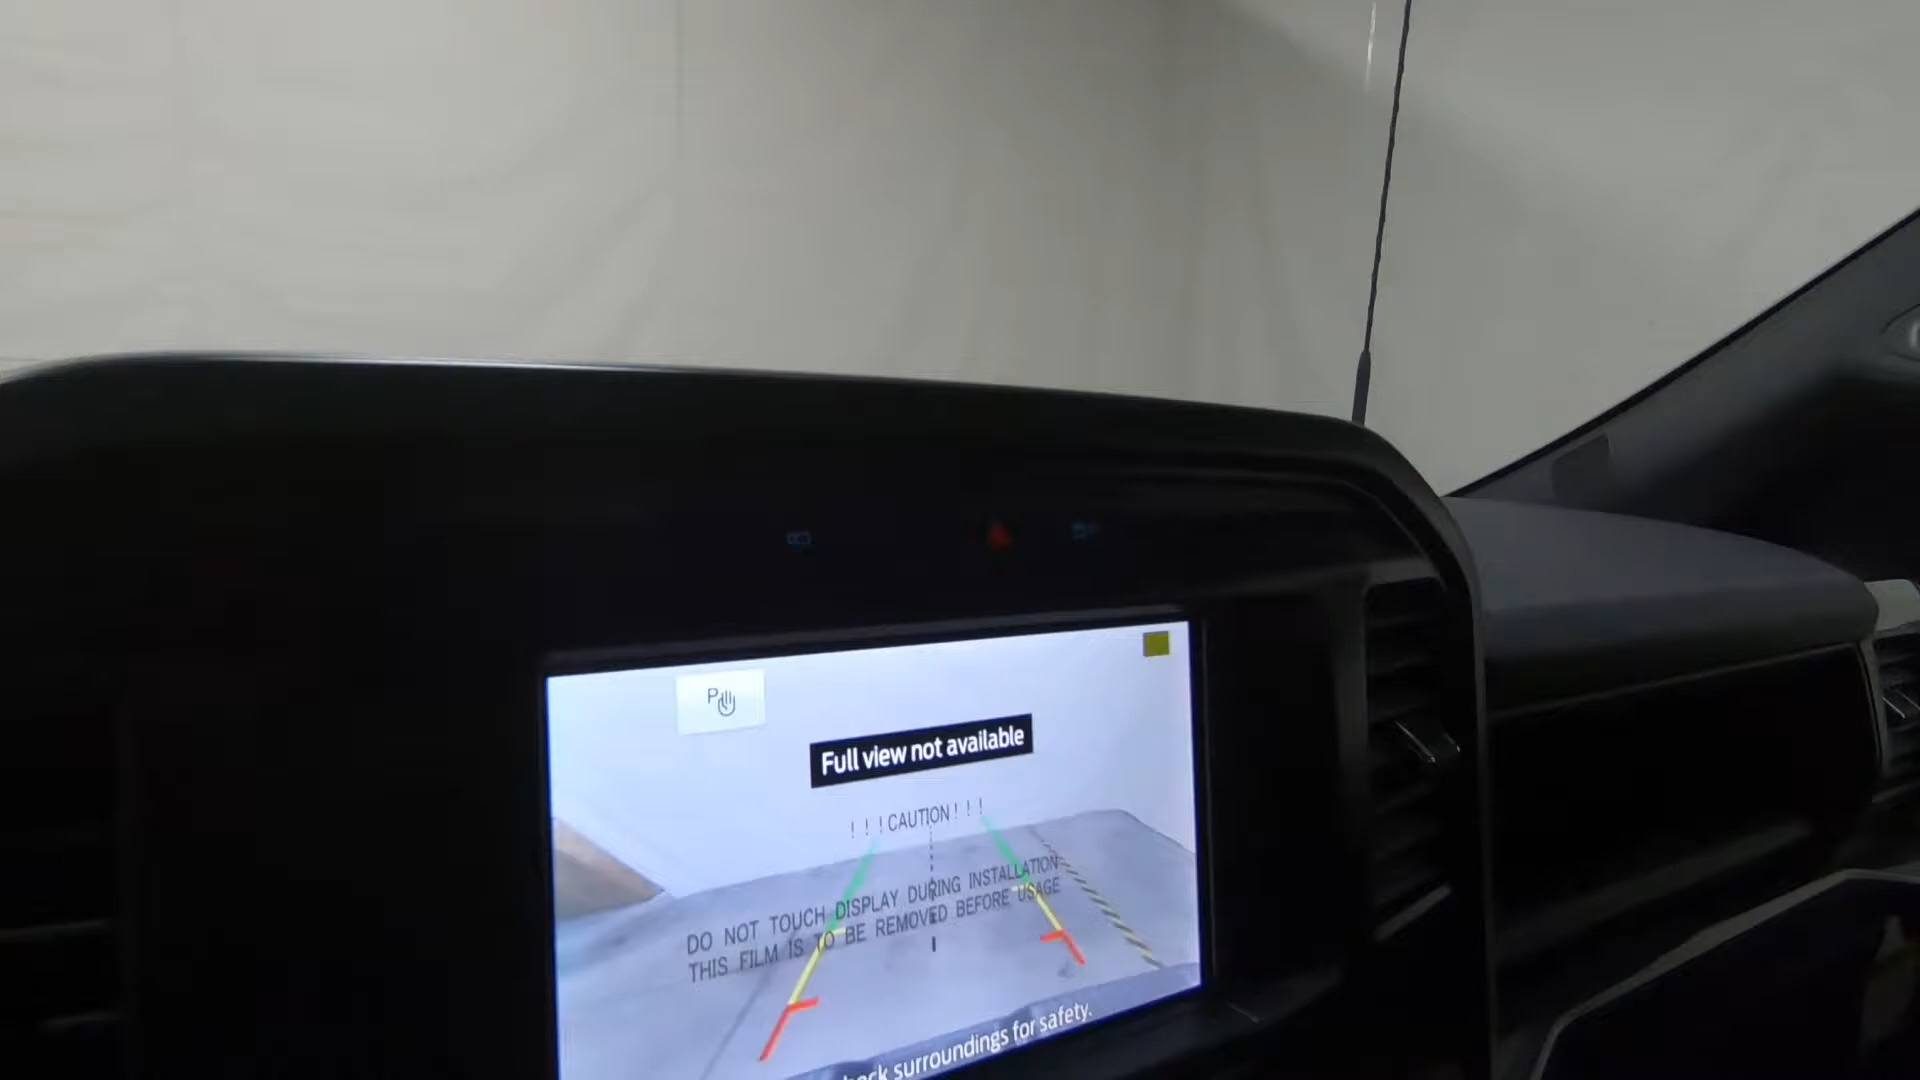 P
Full view not available
! ! ! CAUTION ! ! !
DO NOT TOUCH DISPLAY DURING INSTALLATION
THIS FILM IS TO BE REMOVED BEFORE USAGE
surroundings for safety.